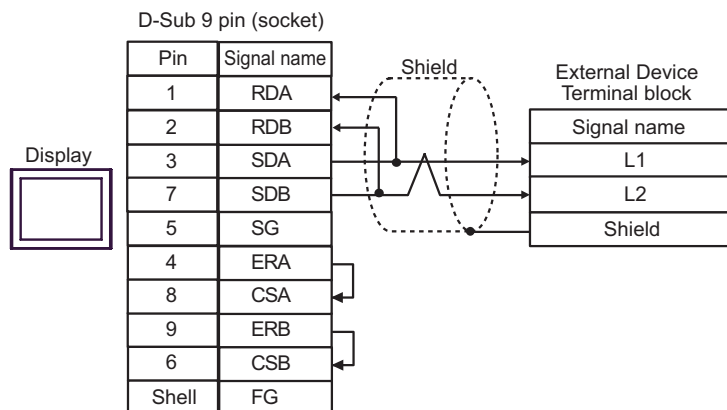 D-Sub 9 pin (socket)
Pin Signal name
1 RDA
2 RDB
3 SDA
7 SDB
5 SG
4 ERA
8 CSA
9 ERB
6 CSB
Shell FG
Display
Shield
External Device
Terminal block
Signal name
L1
L2
Shield